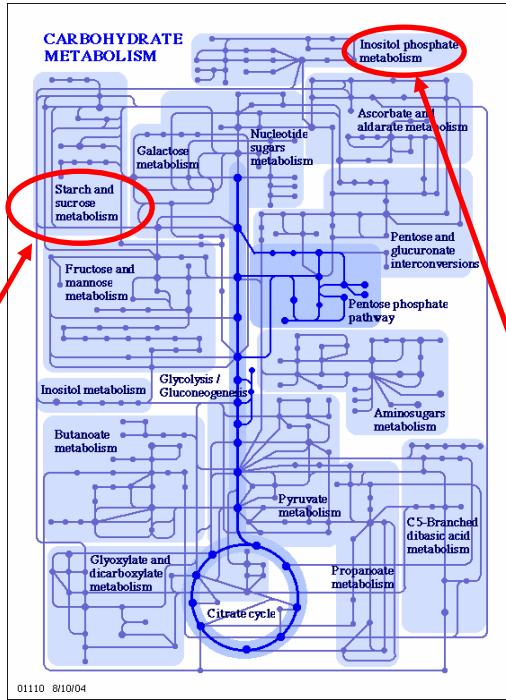 CARBOHYDRATE
METABOLISM
Inositol phosphate
metabolism
Ascorbate and
aldarate metabolism
Nucleotide
sugars metabolism
Galactose
metabolism
Starch and
sucrose
metabolism
Pentose and
glucuronate
interconversions
Fructose and
mannose
metabolism
Pentose phosphate
pathway
Glycolysis /
Gluconeogenesis
Inositol metabolism
Aminosugars
metabolism
Butanoate
metabolism
Pyruvate
metabolism
C5-Branched
dibasic acid
metabolism
Glyoxylate and
dicarboxylate
metabolism
Propanoate
metabolism
Citrate cycle
01110 8/10/04